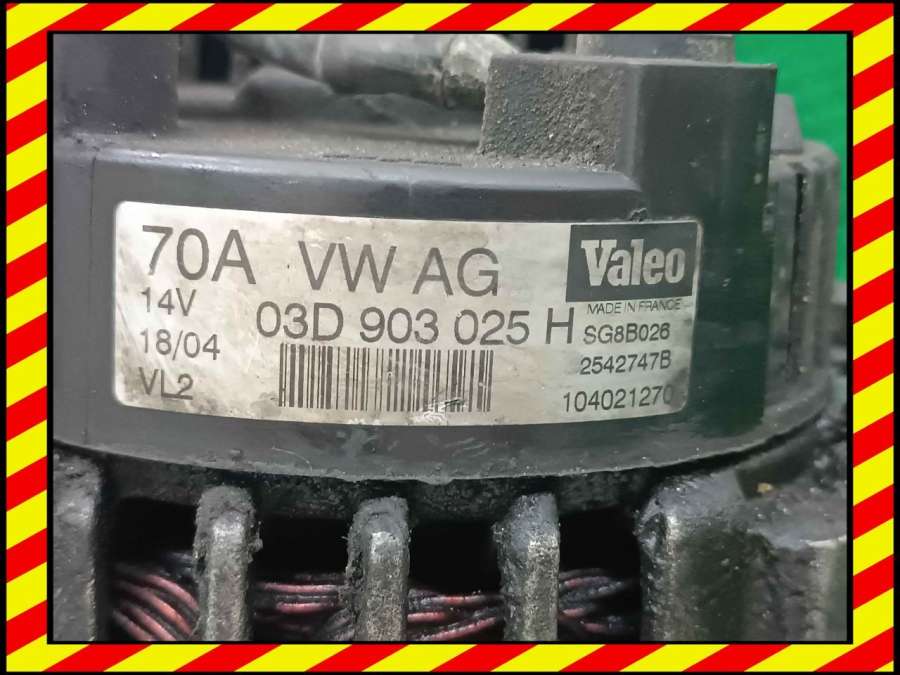 70A VW AG
Valeo
14V
03D 903 025 H
MADE IN FRANCE
SG8B026
18/04
2542747B
VL2
104021270